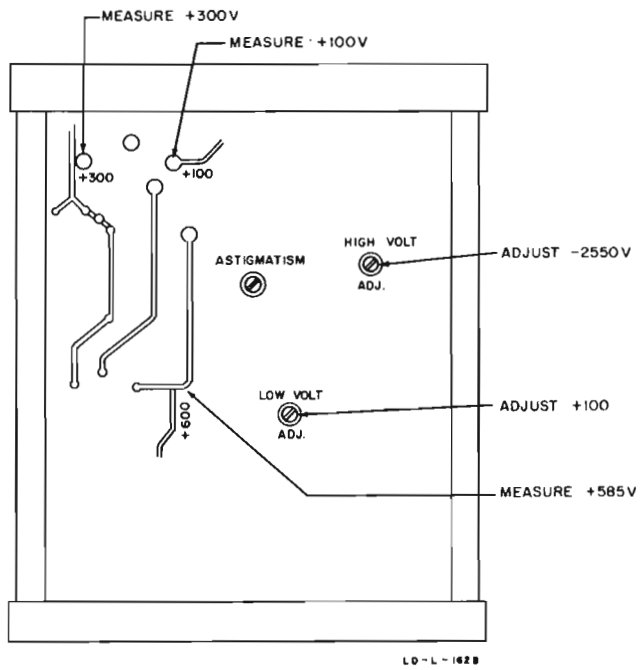 MEASURE +300V
MEASURE +100V
+300
+100
HIGH VOLT
ADJ.
ADJUST -2550V
ASTIGMATISM
LOW VOLT
ADJ.
ADJUST +100
+600
MEASURE +585V
LD-L-162B